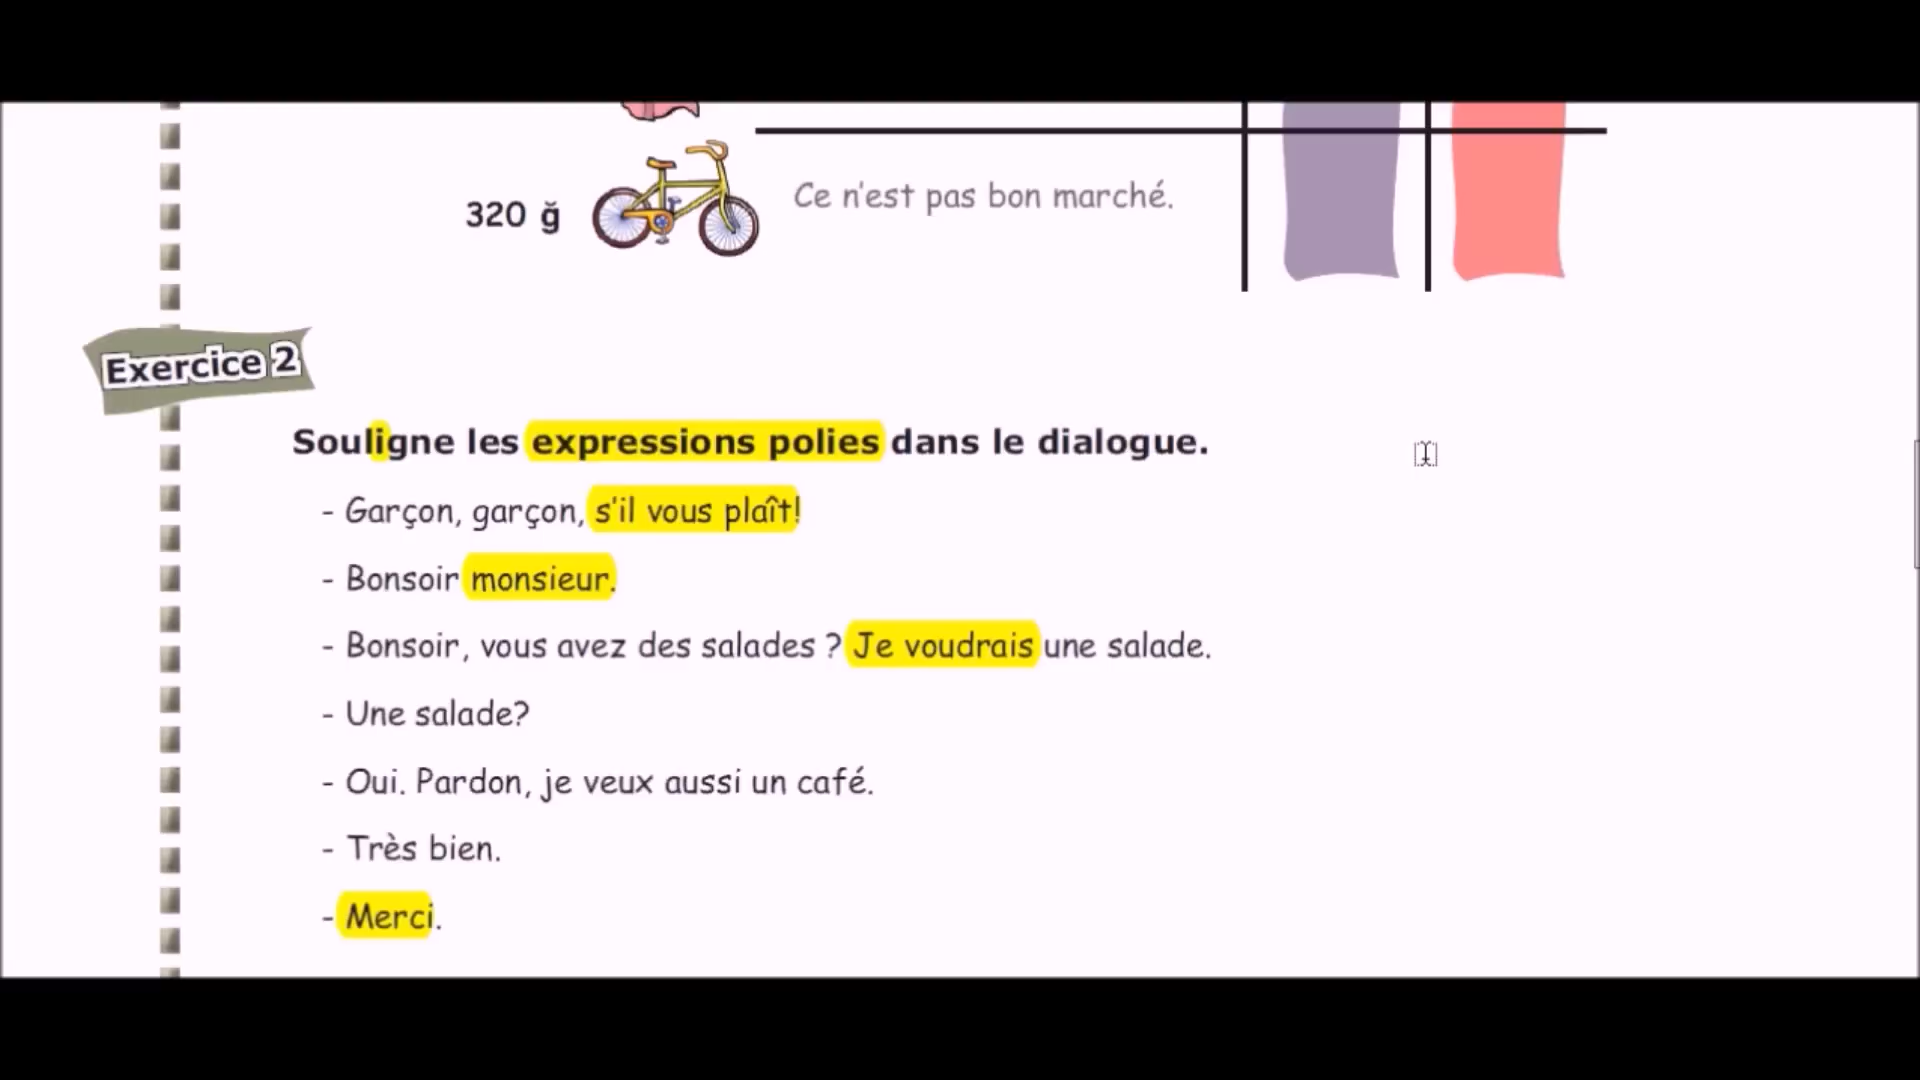 320 ğ
Ce n'est pas bon marché.
Exercice 2
Souligne les expressions polies dans le dialogue.
- Garçon, garçon, s'il vous plaît!
- Bonsoir monsieur.
- Bonsoir, vous avez des salades ? Je voudrais une salade.
- Une salade?
- Oui. Pardon, je veux aussi un café.
- Très bien.
- Merci.